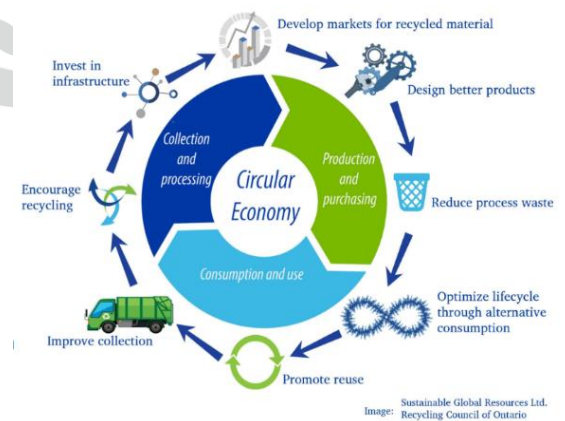 Develop markets for recycled material
Design better products
Reduce process waste
Optimize lifecycle
through alternative
consumption
Promote reuse
Improve collection
Encourage
recycling
Invest in
infrastructure
Collection
and
processing
Production
and
purchasing
Consumption and use
Circular
Economy
Image: Sustainable Global Resources Ltd.
Recycling Council of Ontario